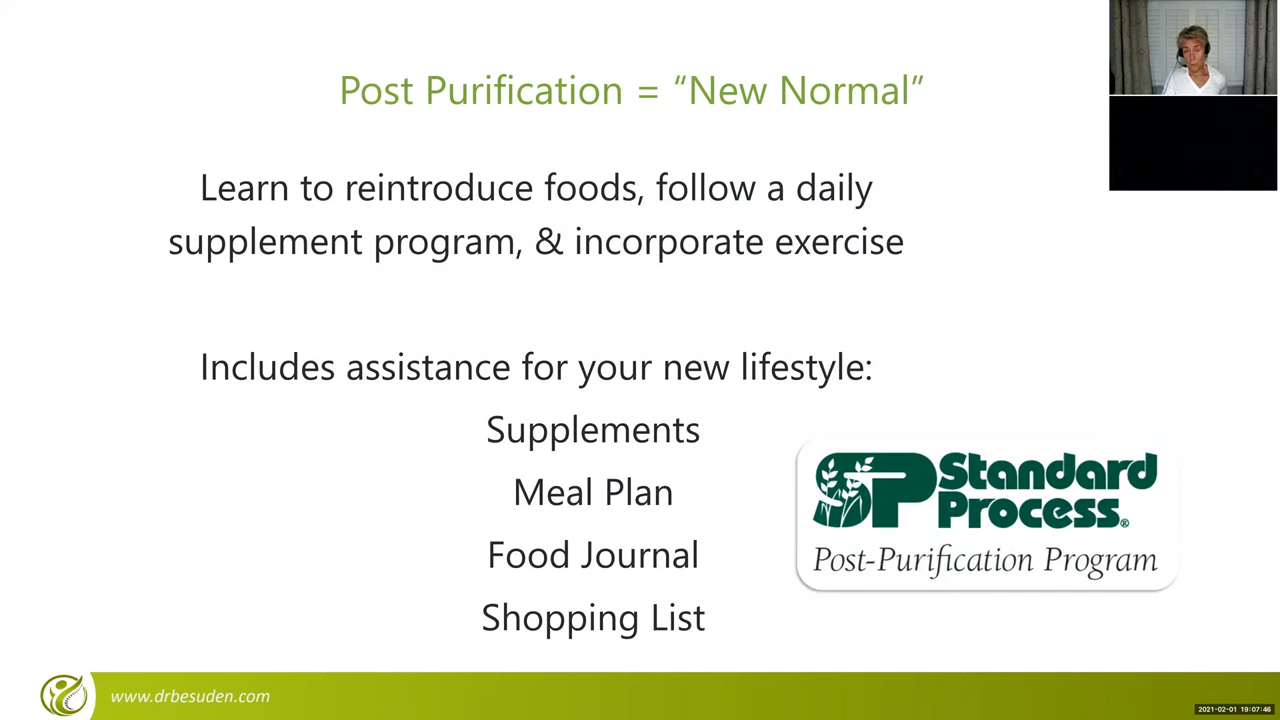 Post Purification = “New Normal”
Learn to reintroduce foods, follow a daily
supplement program, & incorporate exercise
Includes assistance for your new lifestyle:
Supplements
Meal Plan
Food Journal
Shopping List
SP Standard
Process®
Post-Purification Program
www.drbesuden.com
2021-02-01 19:07:46